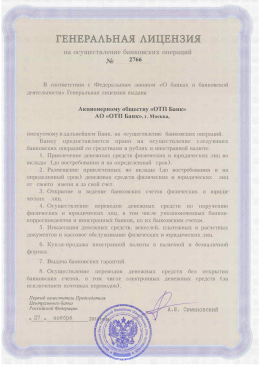 ГЕНЕРАЛЬНАЯ ЛИЦЕНЗИЯ
на осуществление банковских операций
№ 2766
В соответствии с Федеральным законом «О банках и банковской
деятельности» Генеральная лицензия выдана
Акционерному обществу «ОТП Банк»
АО «ОТП Банк», г. Москва,
именуемому в дальнейшем Банк, на осуществление банковских операций.
Банку предоставляется право на осуществление следующих
банковских операций со средствами в рублях и иностранной валюте:
1. Привлечение денежных средств физических и юридических лиц во
вклады (до востребования и на определенный срок).
2. Размещение привлеченных во вклады (до востребования и на
определенный срок) денежных средств физических и юридических лиц
от своего имени и за свой счет.
3. Открытие и ведение банковских счетов физических и юриди-
ческих лиц.
4. Осуществление переводов денежных средств по поручению
физических и юридических лиц, в том числе уполномоченных банков-
корреспондентов и иностранных банков, по их банковским счетам.
5. Инкассация денежных средств, векселей, платежных и расчетных
документов и кассовое обслуживание физических и юридических лиц.
6. Купля-продажа иностранной валюты в наличной и безналичной
формах.
7. Выдача банковских гарантий.
8. Осуществление переводов денежных средств без открытия
банковских счетов, в том числе электронных денежных средств (за
исключением почтовых переводов).
Первый заместитель Председателя
Центрального банка
Российской Федерации
А.Ю. Симановский
« 27 » ноября